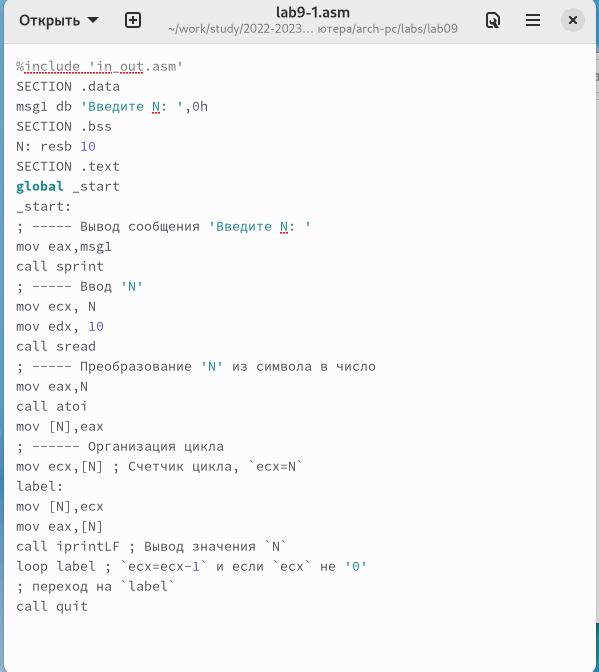 Открыть
lab9-1.asm
~/work/study/2022-2023… ютера/arch-pc/labs/lab09
%include 'in_out.asm'
SECTION .data
msg1 db 'Введите N: ',0h
SECTION .bss
N: resb 10
SECTION .text
global _start
_start:
; ----- Вывод сообщения 'Введите N: '
mov eax,msg1
call sprint
; ----- Ввод 'N'
mov ecx, N
mov edx, 10
call sread
; ----- Преобразование 'N' из символа в число
mov eax,N
call atoi
mov [N],eax
; ------ Организация цикла
mov ecx,[N] ; Счетчик цикла, `ecx=N`
label:
mov [N],ecx
mov eax,[N]
call iprintLF ; Вывод значения `N`
loop label ; `ecx=ecx-1` и если `ecx` не '0'
; переход на `label`
call quit